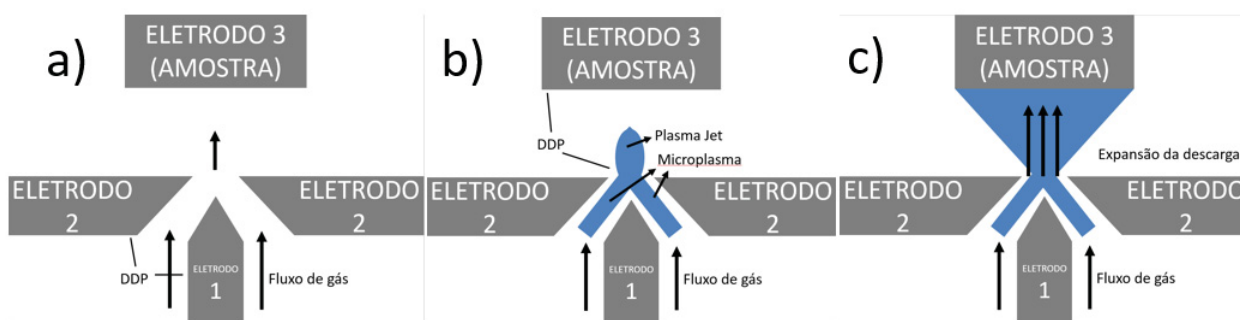 a)
ELETRODO 3
(AMOSTRA)
ELETRODO
2
ELETRODO
2
DDP
ELETRODO
1
Fluxo de gás
b)
ELETRODO 3
(AMOSTRA)
DDP
Plasma Jet
Microplasma
ELETRODO
2
ELETRODO
2
ELETRODO
1
Fluxo de gás
c)
ELETRODO 3
(AMOSTRA)
Expansão da descarga
ELETRODO
2
ELETRODO
2
ELETRODO
1
Fluxo de gás